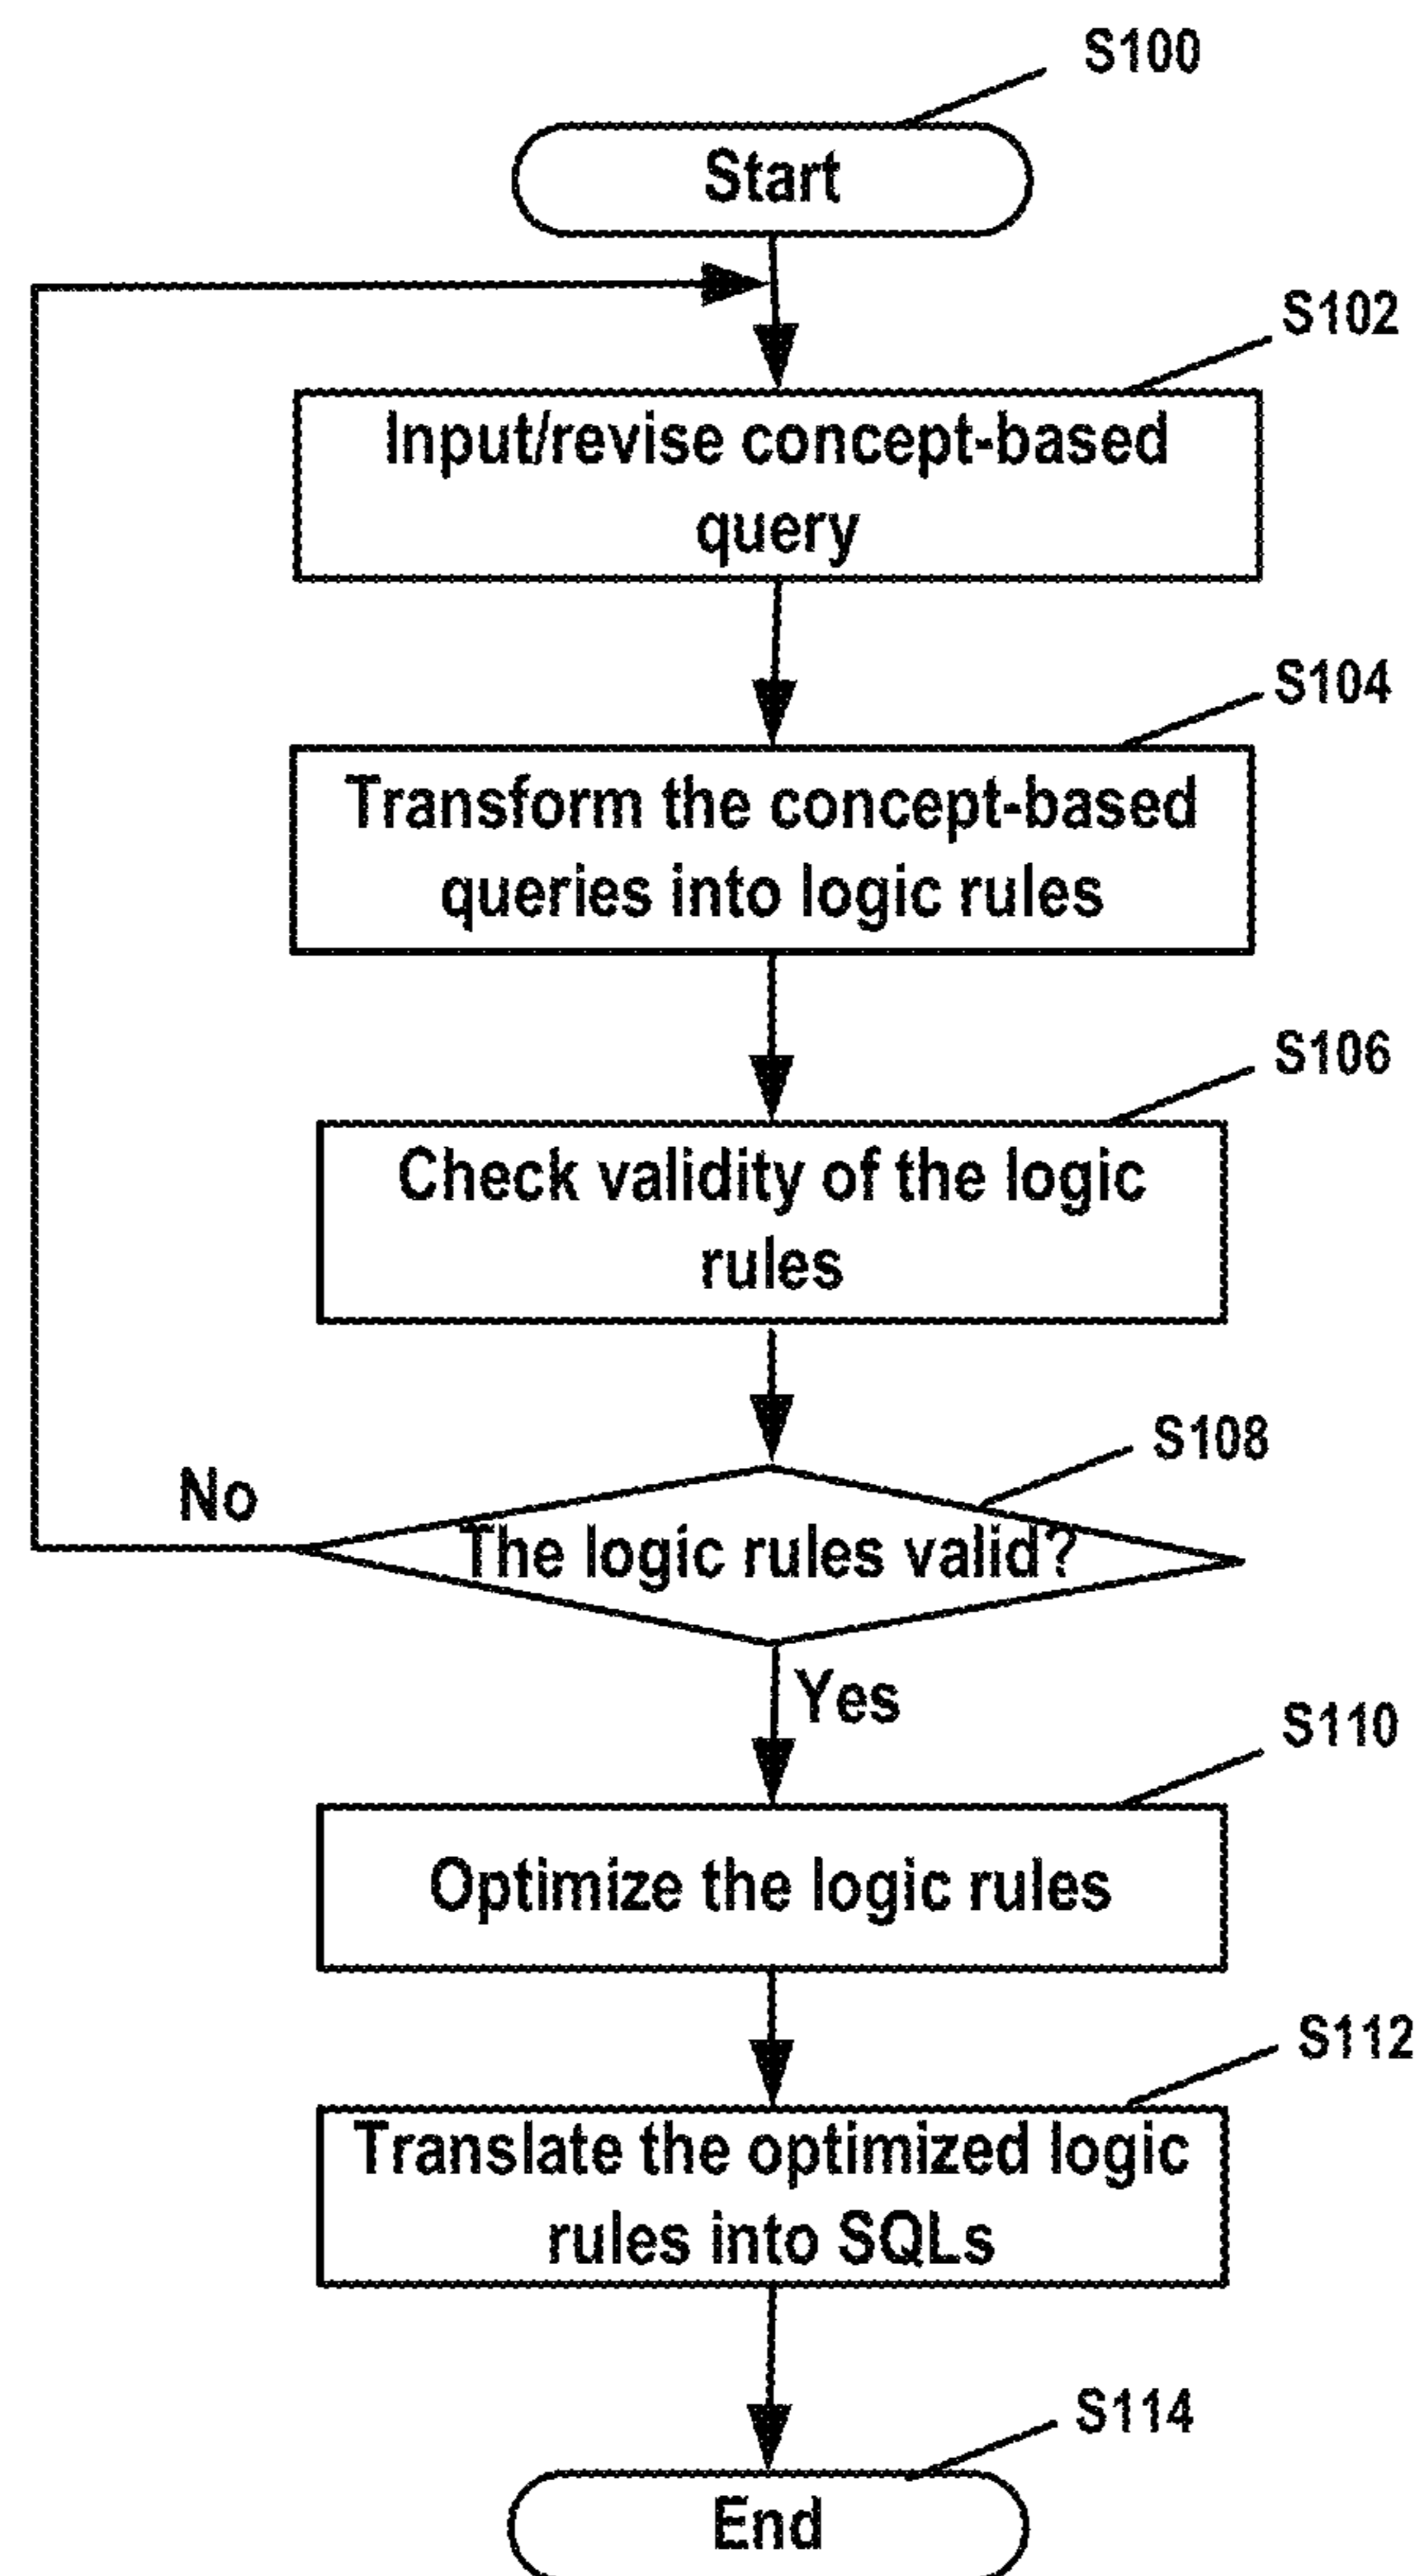 S100
Start
S102
Input/revise concept-based
query
S104
Transform the concept-based
queries into logic rules
S106
Check validity of the logic
rules
S108
No
The logic rules valid?
Yes
S110
Optimize the logic rules
S112
Translate the optimized logic
rules into SQLs
S114
End